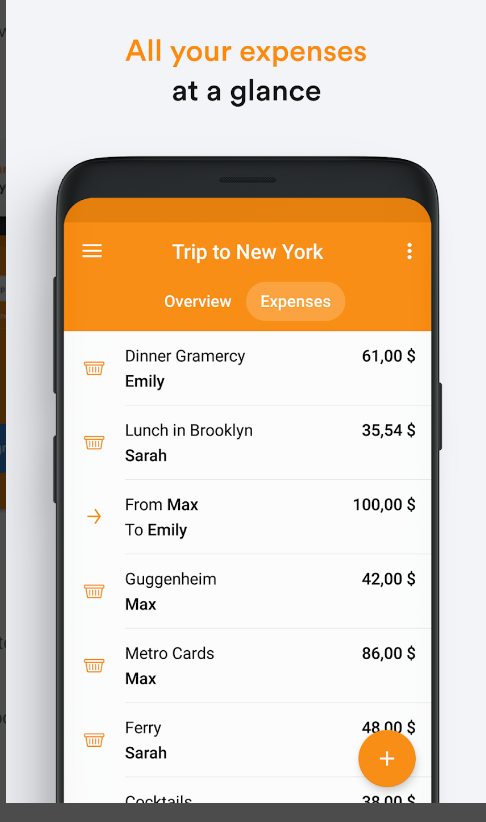 All your expenses
at a glance
Trip to New York
Overview Expenses
Dinner Gramercy 61,00 $
Emily
Lunch in Brooklyn 35,54 $
Sarah
From Max 100,00 $
To Emily
Guggenheim 42,00 $
Max
Metro Cards 86,00 $
Max
Ferry 48,00 $
Sarah
Cocktails 38,00 $